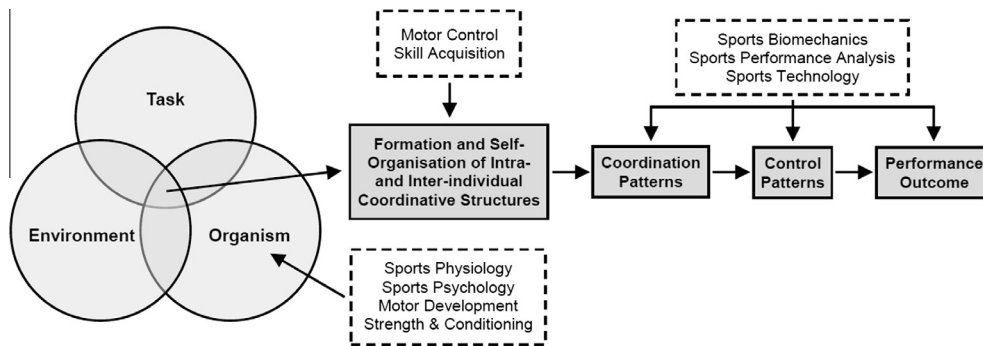 Task
Environment
Organism
Motor Control
Skill Acquisition
Formation and Self-
Organisation of Intra-
and Inter-individual
Coordinative Structures
Sports Physiology
Sports Psychology
Motor Development
Strength & Conditioning
Sports Biomechanics
Sports Performance Analysis
Sports Technology
Coordination
Patterns
Control
Patterns
Performance
Outcome